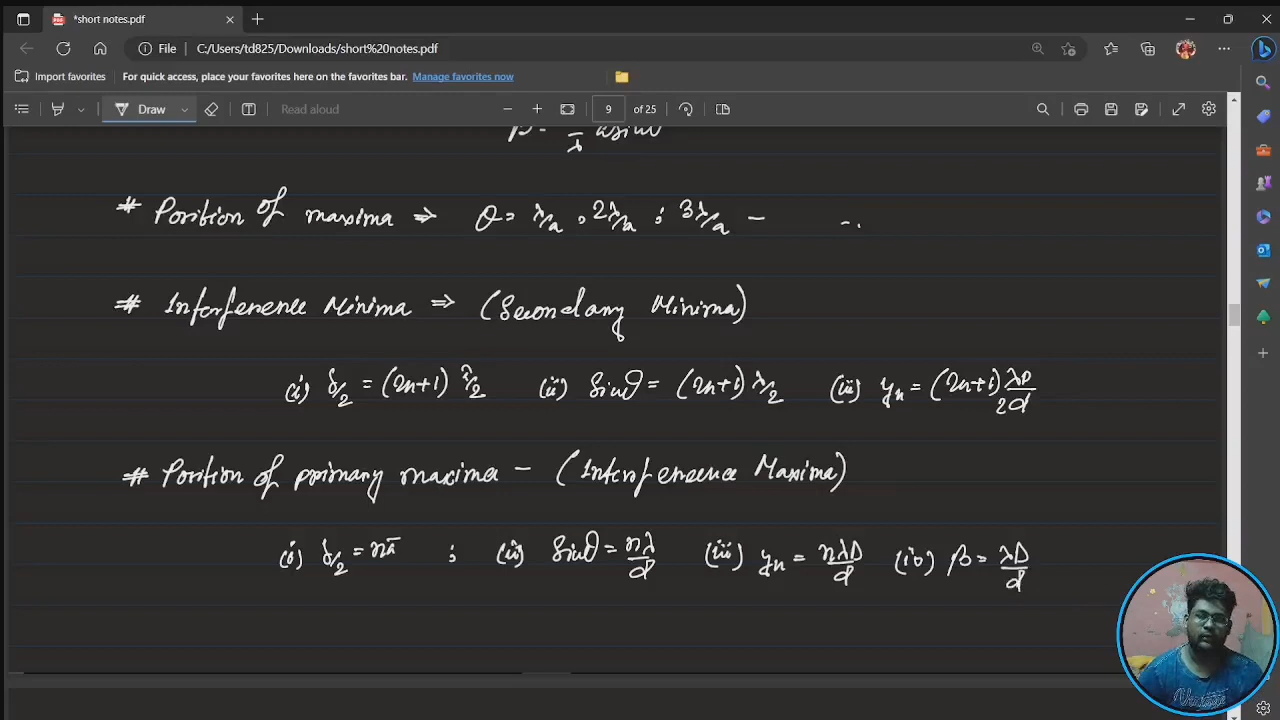 *short notes.pdf
File C:/Users/td825/Downloads/short%20notes.pdf
Import favorites For quick access, place your favorites here on the favorites bar. Manage favorites now
Draw Read aloud 9 of 25
# Position of maxima ⇒ θ = λ/a , 2λ/a ; 3λ/a – -.
# Interference Minima ⇒ (Secondary Minima)
(i) δ/2 = (2n+1) π/2 (ii) Sinθ = (2n+1) λ/2 (iii) yn = (2n+1) λD/2d
# Position of primary maxima – (Interference Maxima)
(i) δ/2 = nπ ; (ii) Sinθ = nλ/d (iii) yn = nλD/d (iv) β = λD/d